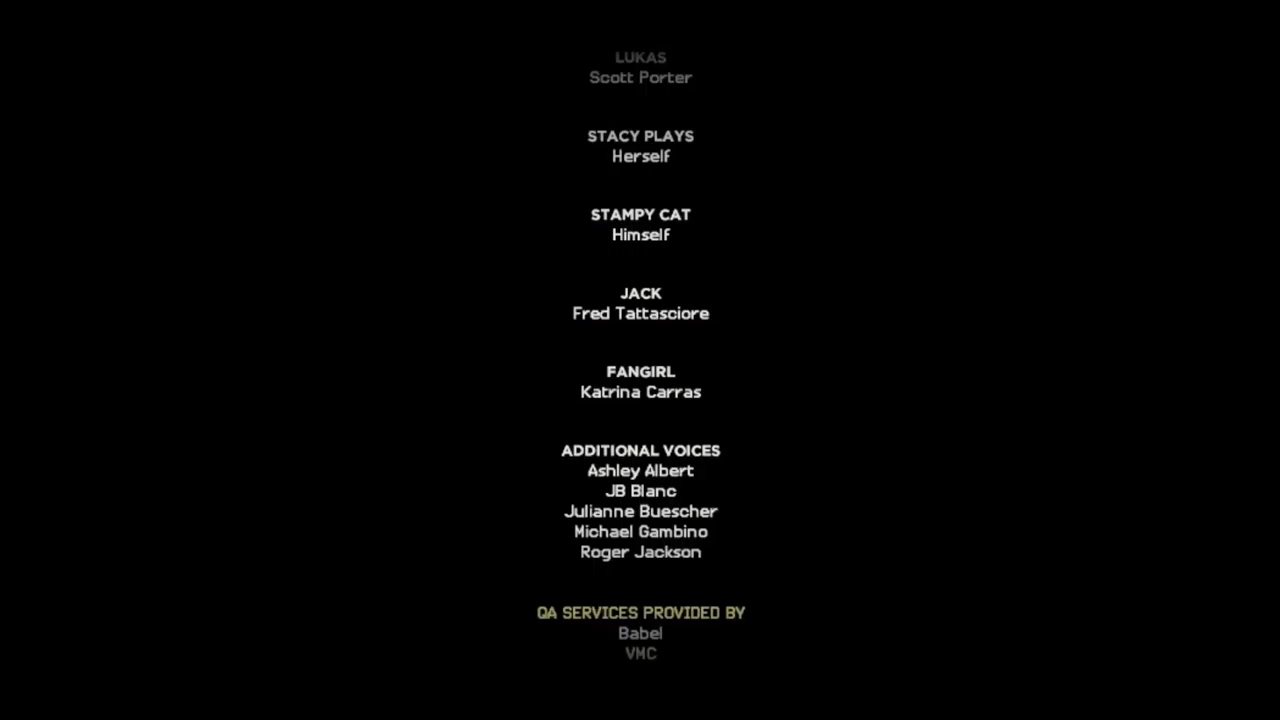 LUKAS
Scott Porter
STACY PLAYS
Herself
STAMPY CAT
Himself
JACK
Fred Tattasciore
FANGIRL
Katrina Carras
ADDITIONAL VOICES
Ashley Albert
JB Blanc
Julianne Buescher
Michael Gambino
Roger Jackson
QA SERVICES PROVIDED BY
Babel
VMC